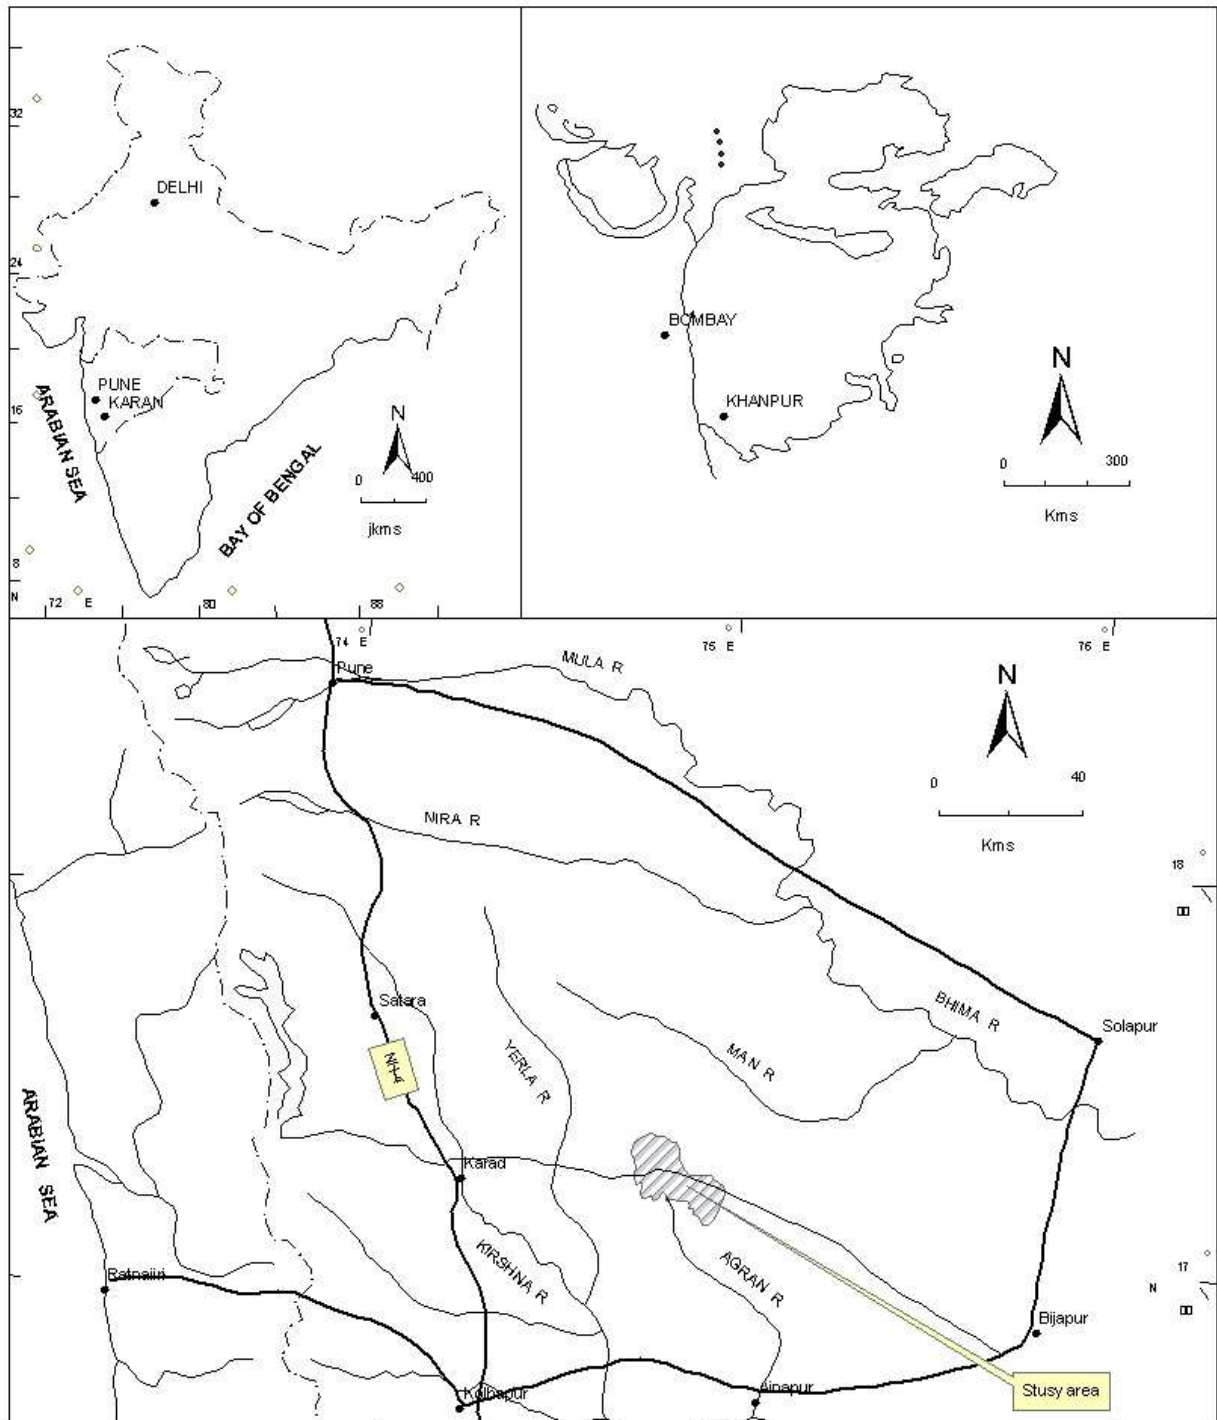 32
DELHI
24
PUNE
KARAN
16
ARABIAN SEA
BAY OF BENGAL
N
0 400
jkms
8
N
72 E 80 88
BOMBAY
KHANPUR
N
0 300
Kms
74 E 75 E 76 E
Pune
MULA R
N
0 40
Kms
NIRA R
18
Satara
NH-4
YERLA R
BHIMA R
Solapur
MAN R
ARABIAN SEA
Karad
KIRSHNA R
AGRAN R
17
N
Ratnaiiri
Bijapur
Kolhapur
Ainapur
Stusy area